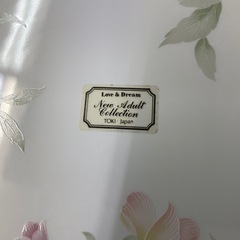 Love & Dream
New Adult
Collection
TOKI Japan